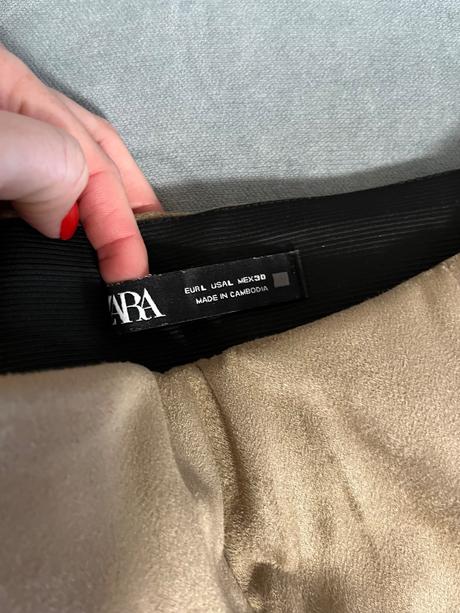 ZARA
EUR L USA L MEX 30
MADE IN CAMBODIA